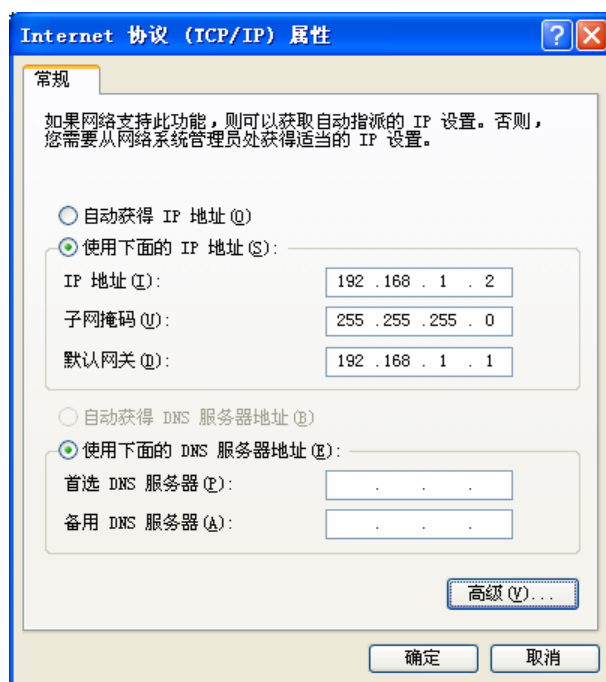 Internet 协议 (TCP/IP) 属性
常规
如果网络支持此功能,则可以获取自动指派的 IP 设置。否则,
您需要从网络系统管理员处获得适当的 IP 设置。
自动获得 IP 地址(O)
使用下面的 IP 地址(S):
IP 地址(I): 192 .168 . 1 . 2
子网掩码(U): 255 .255 .255 . 0
默认网关(D): 192 .168 . 1 . 1
自动获得 DNS 服务器地址(B)
使用下面的 DNS 服务器地址(E):
首选 DNS 服务器(P): . . .
备用 DNS 服务器(A): . . .
高级(V)...
确定 取消